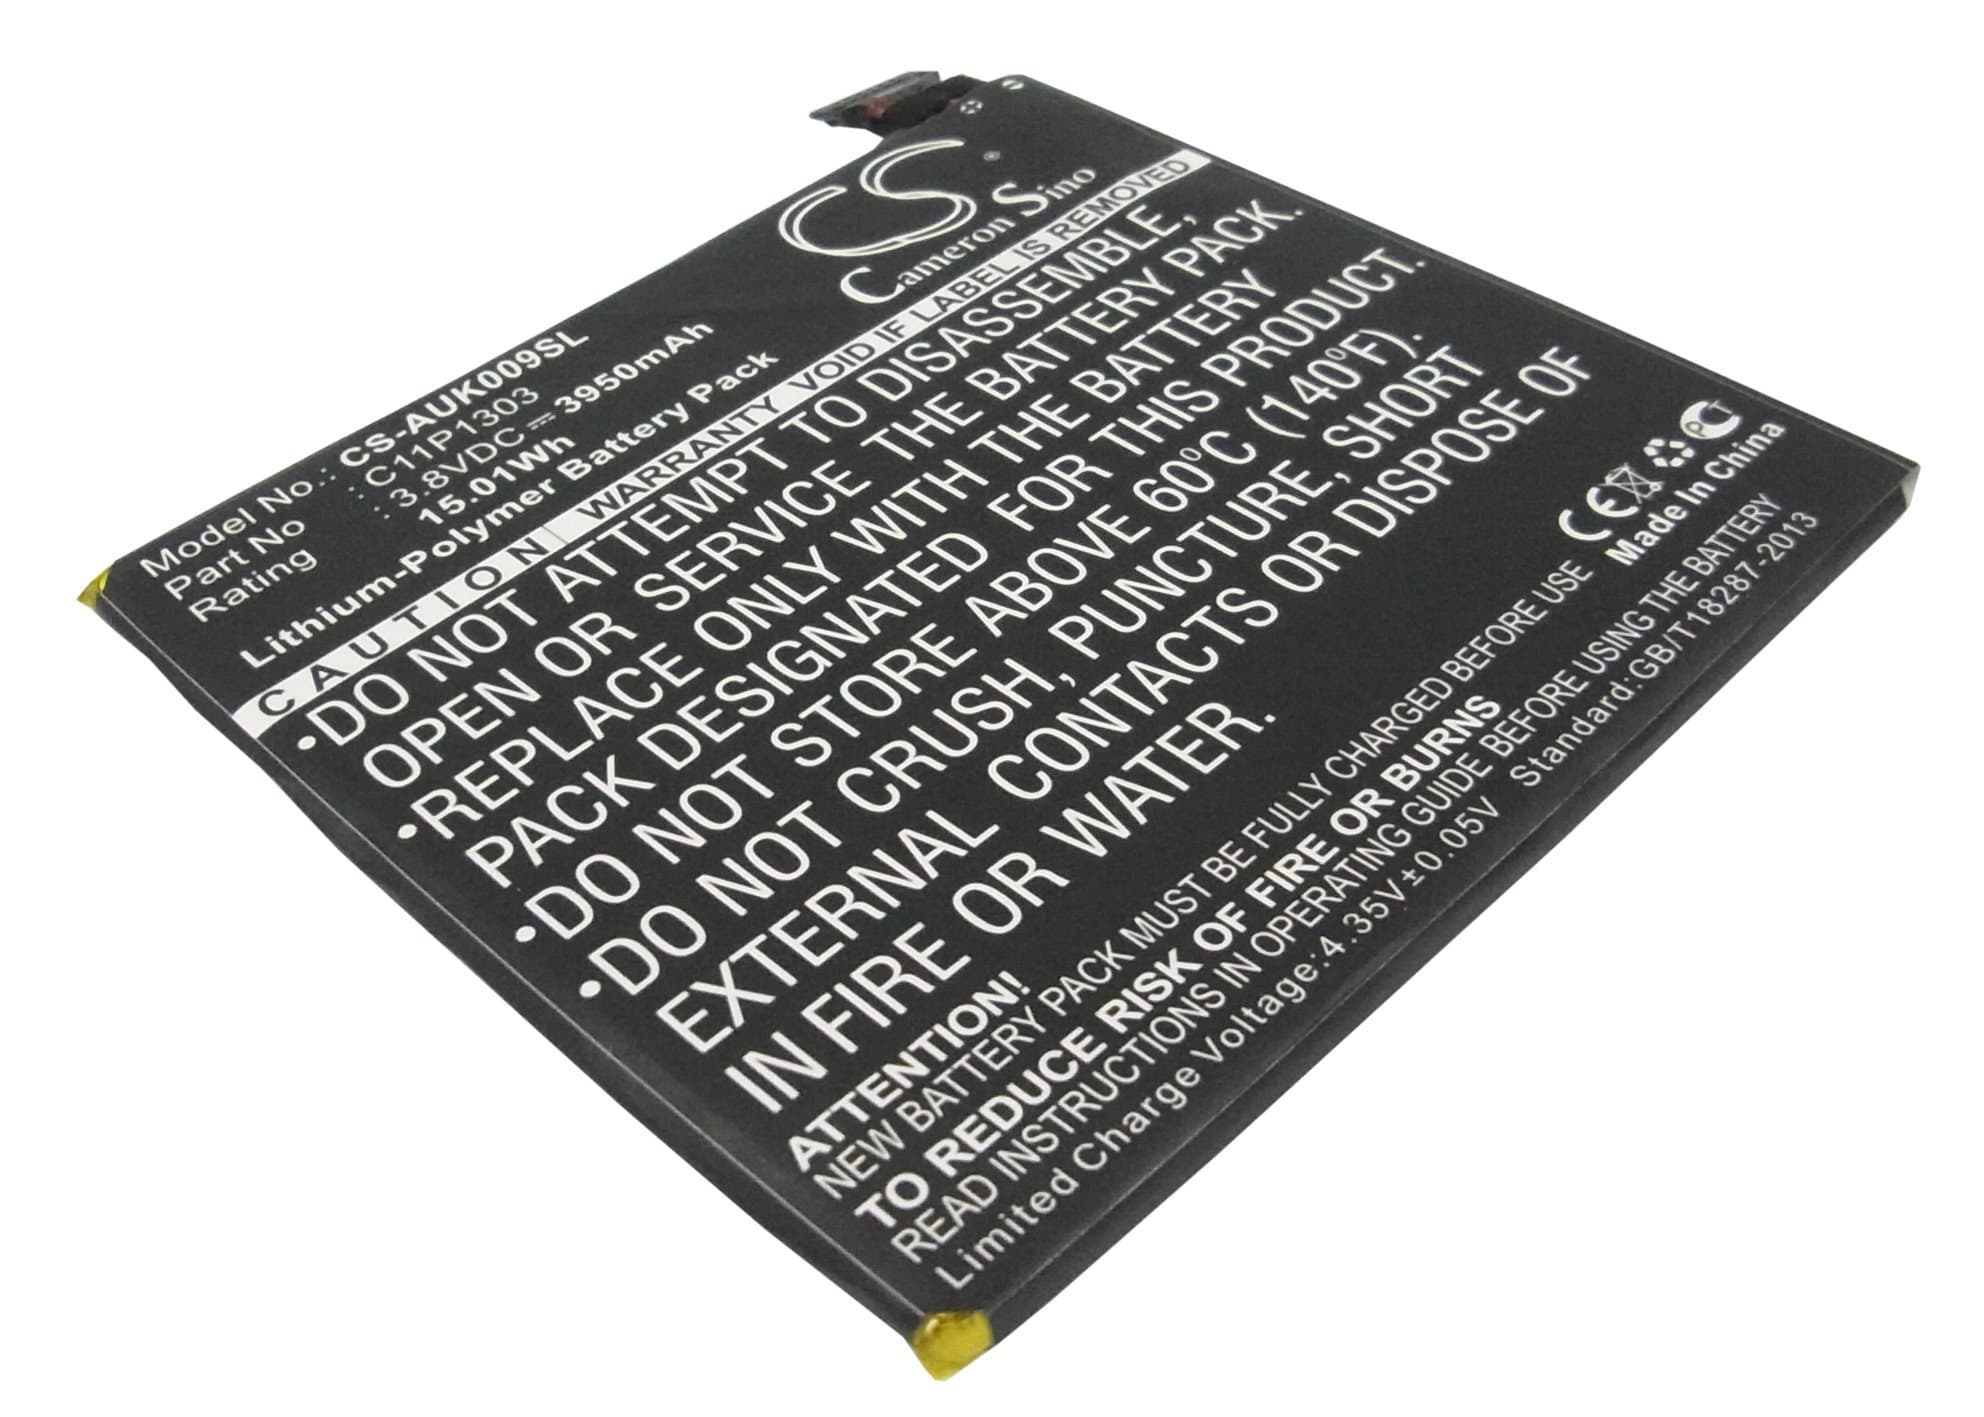 CS
Cameron Sino
Model No.: CS-AUK009SL
Part No : C11P1303
Rating : 3.8VDC ⎓ 3950mAh
15.01Wh
Lithium-Polymer Battery Pack
CAUTION WARRANTY VOID IF LABEL IS REMOVED
•DO NOT ATTEMPT TO DISASSEMBLE,
OPEN OR SERVICE THE BATTERY PACK.
•REPLACE ONLY WITH THE BATTERY
PACK DESIGNATED FOR THIS PRODUCT.
•DO NOT STORE ABOVE 60°C (140°F).
•DO NOT CRUSH, PUNCTURE, SHORT
EXTERNAL CONTACTS OR DISPOSE OF
IN FIRE OR WATER.
CE
PCT
Made In China
ATTENTION!
NEW BATTERY PACK MUST BE FULLY CHARGED BEFORE USE
TO REDUCE RISK OF FIRE OR BURNS
READ INSTRUCTIONS IN OPERATING GUIDE BEFORE USING THE BATTERY
Limited Charge Voltage:4.35V±0.05V Standard:GB/T18287-2013